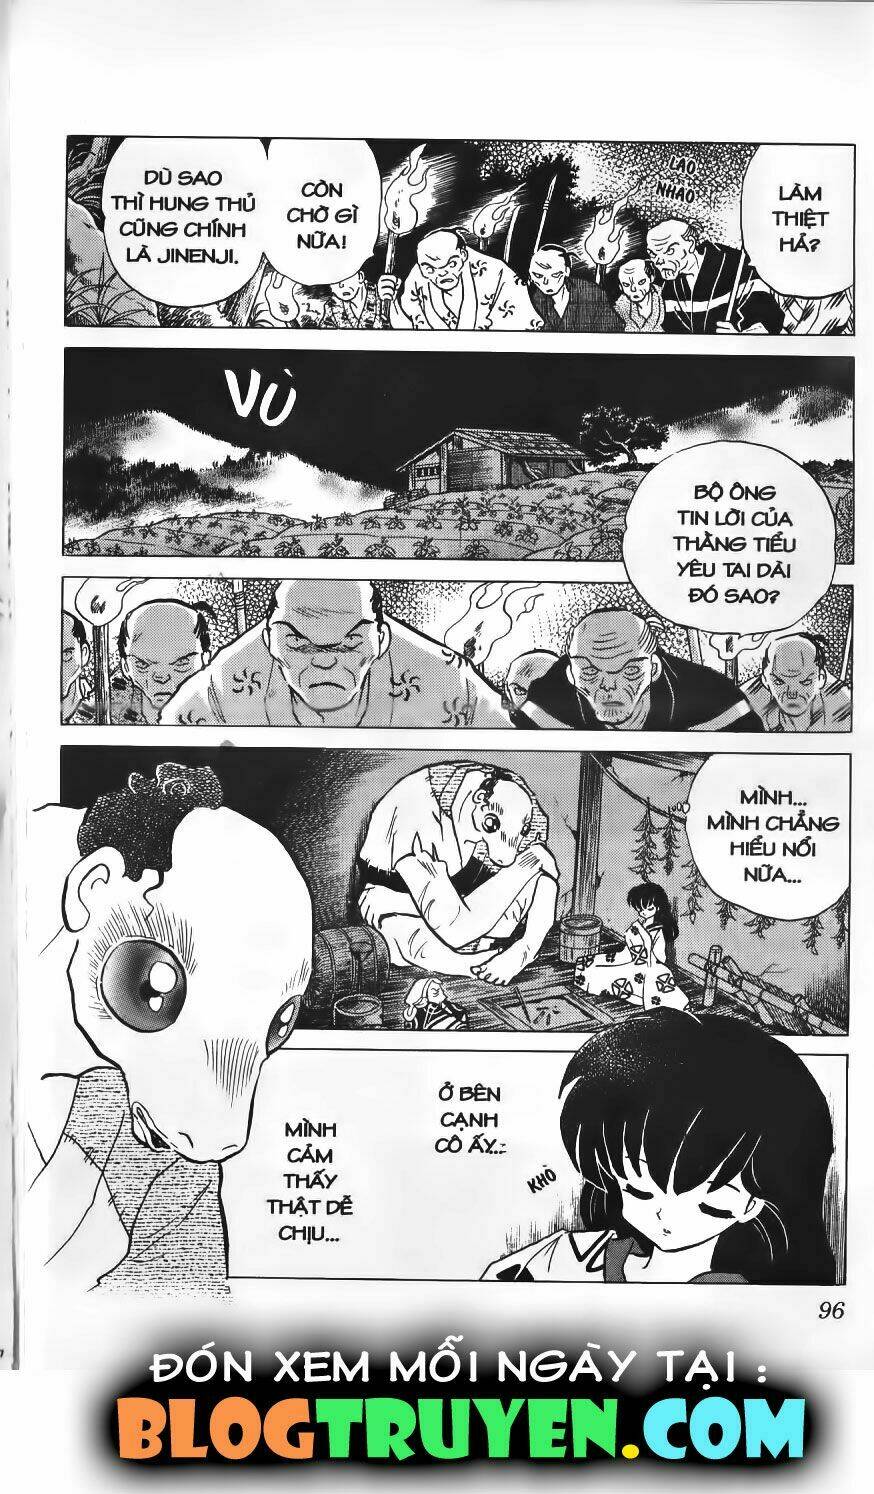 LÀM
THIỆT
HẢ?
LAO
NHAO
CÒN
CHỜ GÌ
NỮA!
DÙ SAO
THÌ HUNG THỦ
CŨNG CHÍNH
LÀ JINENJI.
VÙ
BỘ ÔNG
TIN LỜI CỦA
THẰNG TIỂU
YÊU TAI DÀI
ĐÓ SAO?
MÌNH...
MÌNH CHẲNG
HIỂU NỔI
NỮA...
Ở BÊN
CẠNH
CÔ ẤY...
KHÒ
MÌNH
CẢM
THẤY
THẬT DỄ
CHỊU...
96
ĐÓN XEM MỖI NGÀY TẠI :
BLOGTRUYEN.COM